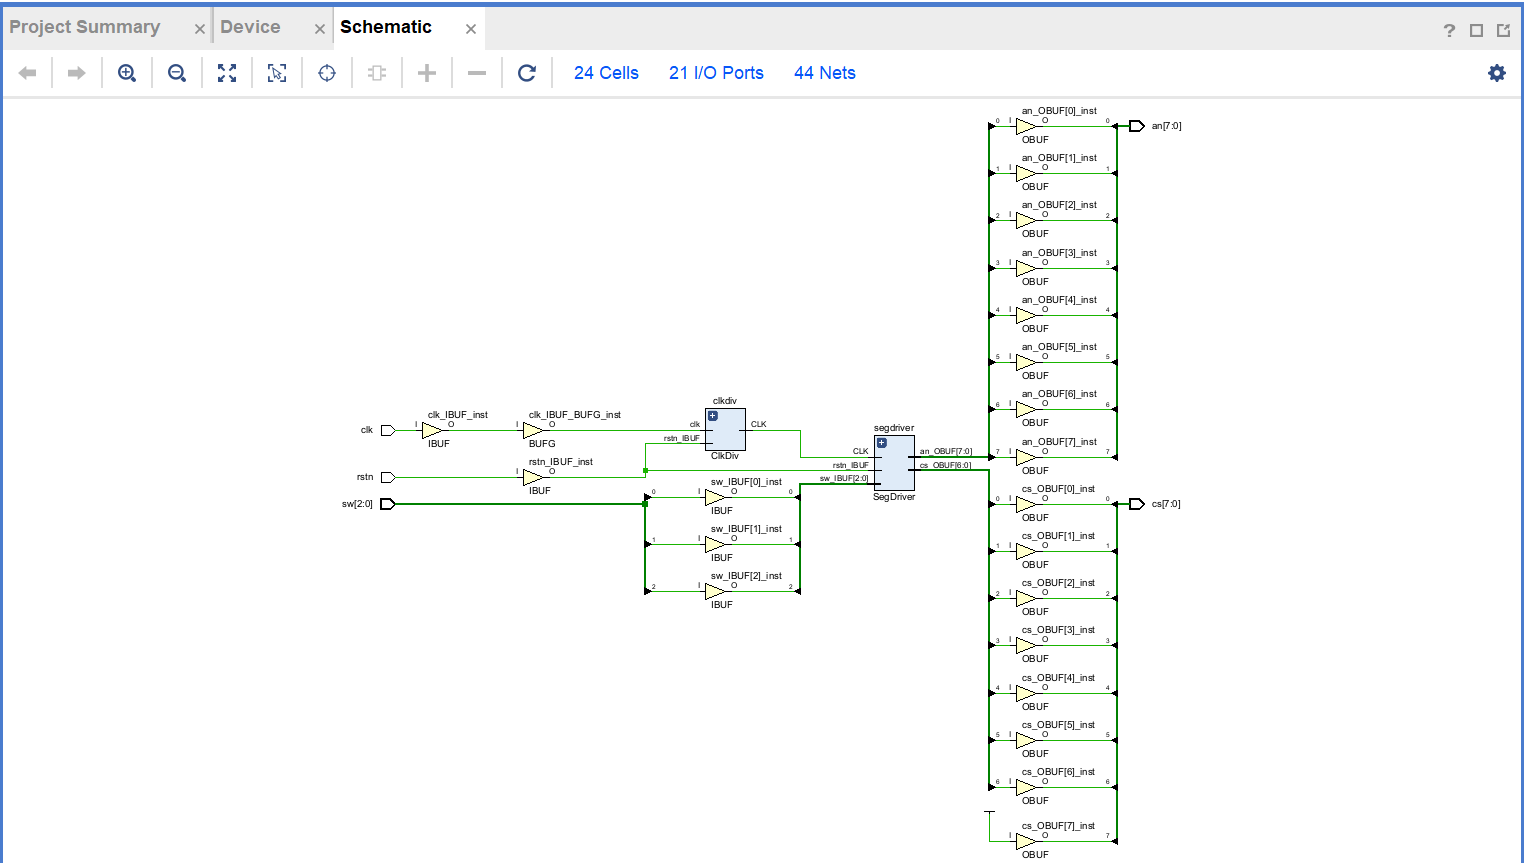 Project Summary × Device × Schematic × ?
24 Cells 21 I/O Ports 44 Nets
an_OBUF[0]_inst
0 I O 0 an[7:0]
OBUF
an_OBUF[1]_inst
1 I O 1
OBUF
an_OBUF[2]_inst
2 I O 2
OBUF
an_OBUF[3]_inst
3 I O 3
OBUF
an_OBUF[4]_inst
4 I O 4
OBUF
an_OBUF[5]_inst
5 I O 5
OBUF
an_OBUF[6]_inst
6 I O 6
OBUF
an_OBUF[7]_inst
7 I O 7
OBUF
clk_IBUF_inst
clk I O
IBUF
clk_IBUF_BUFG_inst
I O
BUFG
clkdiv
clk CLK
rstn_IBUF
ClkDiv
rstn_IBUF_inst
rstn I O
IBUF
sw[2:0]
sw_IBUF[0]_inst
0 I O 0
IBUF
sw_IBUF[1]_inst
1 I O 1
IBUF
sw_IBUF[2]_inst
2 I O 2
IBUF
segdriver
CLK an_OBUF[7:0]
rstn_IBUF cs_OBUF[6:0]
sw_IBUF[2:0]
SegDriver
cs_OBUF[0]_inst
0 I O 0 cs[7:0]
OBUF
cs_OBUF[1]_inst
1 I O 1
OBUF
cs_OBUF[2]_inst
2 I O 2
OBUF
cs_OBUF[3]_inst
3 I O 3
OBUF
cs_OBUF[4]_inst
4 I O 4
OBUF
cs_OBUF[5]_inst
5 I O 5
OBUF
cs_OBUF[6]_inst
6 I O 6
OBUF
cs_OBUF[7]_inst
I O 7
OBUF